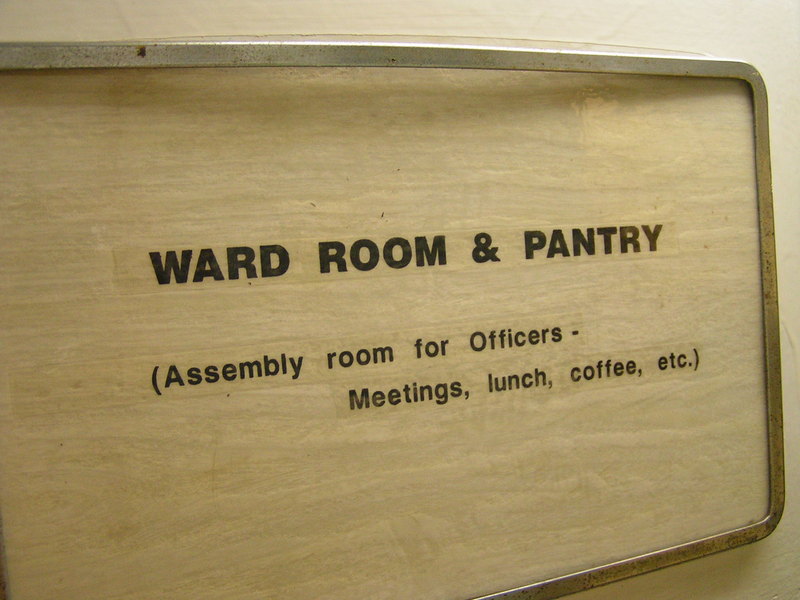 WARD ROOM & PANTRY
(Assembly room for Officers -
Meetings, lunch, coffee, etc.)